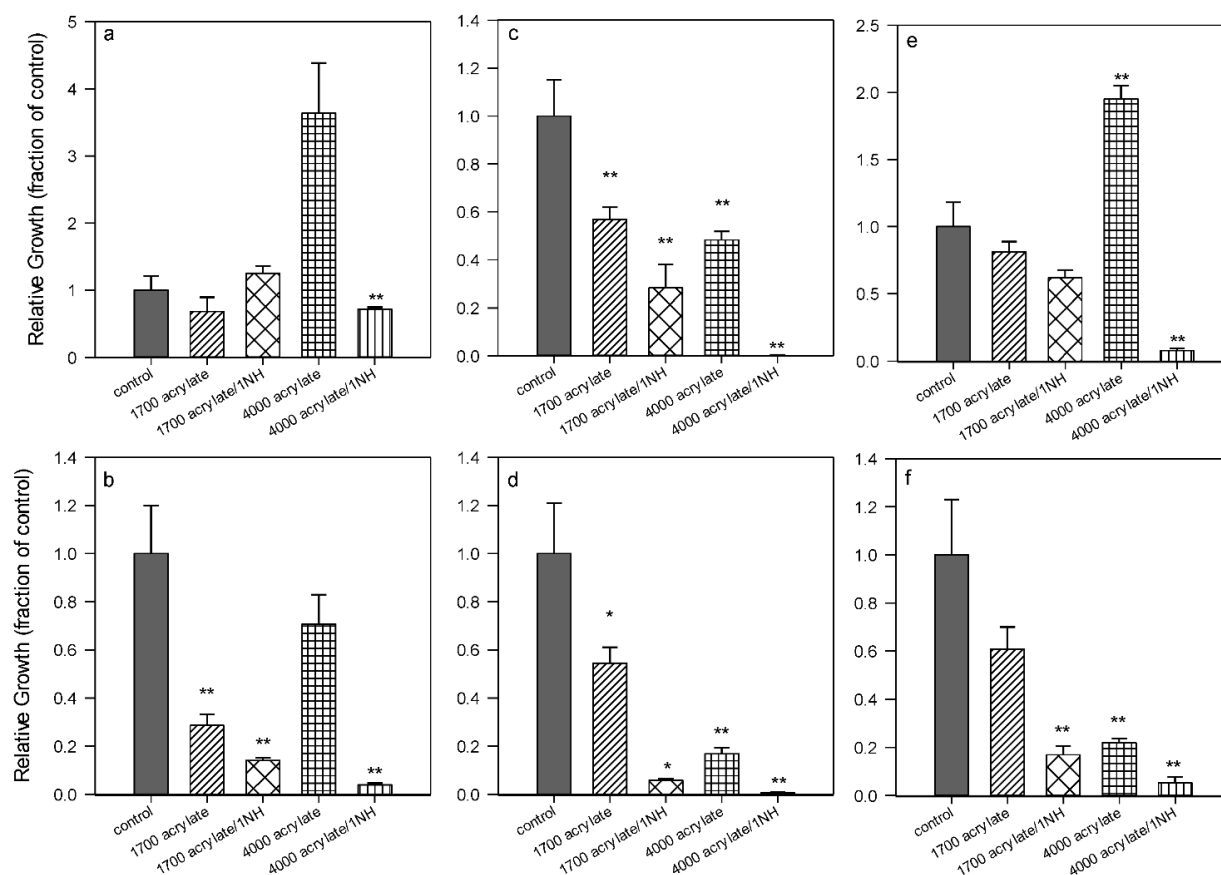 a
Relative Growth (fraction of control)
5
4
3
2
1
0
**
control
1700 acrylate
1700 acrylate/1NH
4000 acrylate
4000 acrylate/1NH
c
1.4
1.2
1.0
0.8
0.6
0.4
0.2
0.0
**
**
**
**
control
1700 acrylate
1700 acrylate/1NH
4000 acrylate
4000 acrylate/1NH
e
2.5
2.0
1.5
1.0
0.5
0.0
**
**
control
1700 acrylate
1700 acrylate/1NH
4000 acrylate
4000 acrylate/1NH
b
Relative Growth (fraction of control)
1.4
1.2
1.0
0.8
0.6
0.4
0.2
0.0
**
**
**
control
1700 acrylate
1700 acrylate/1NH
4000 acrylate
4000 acrylate/1NH
d
1.4
1.2
1.0
0.8
0.6
0.4
0.2
0.0
*
*
**
**
control
1700 acrylate
1700 acrylate/1NH
4000 acrylate
4000 acrylate/1NH
f
1.4
1.2
1.0
0.8
0.6
0.4
0.2
0.0
**
**
**
control
1700 acrylate
1700 acrylate/1NH
4000 acrylate
4000 acrylate/1NH